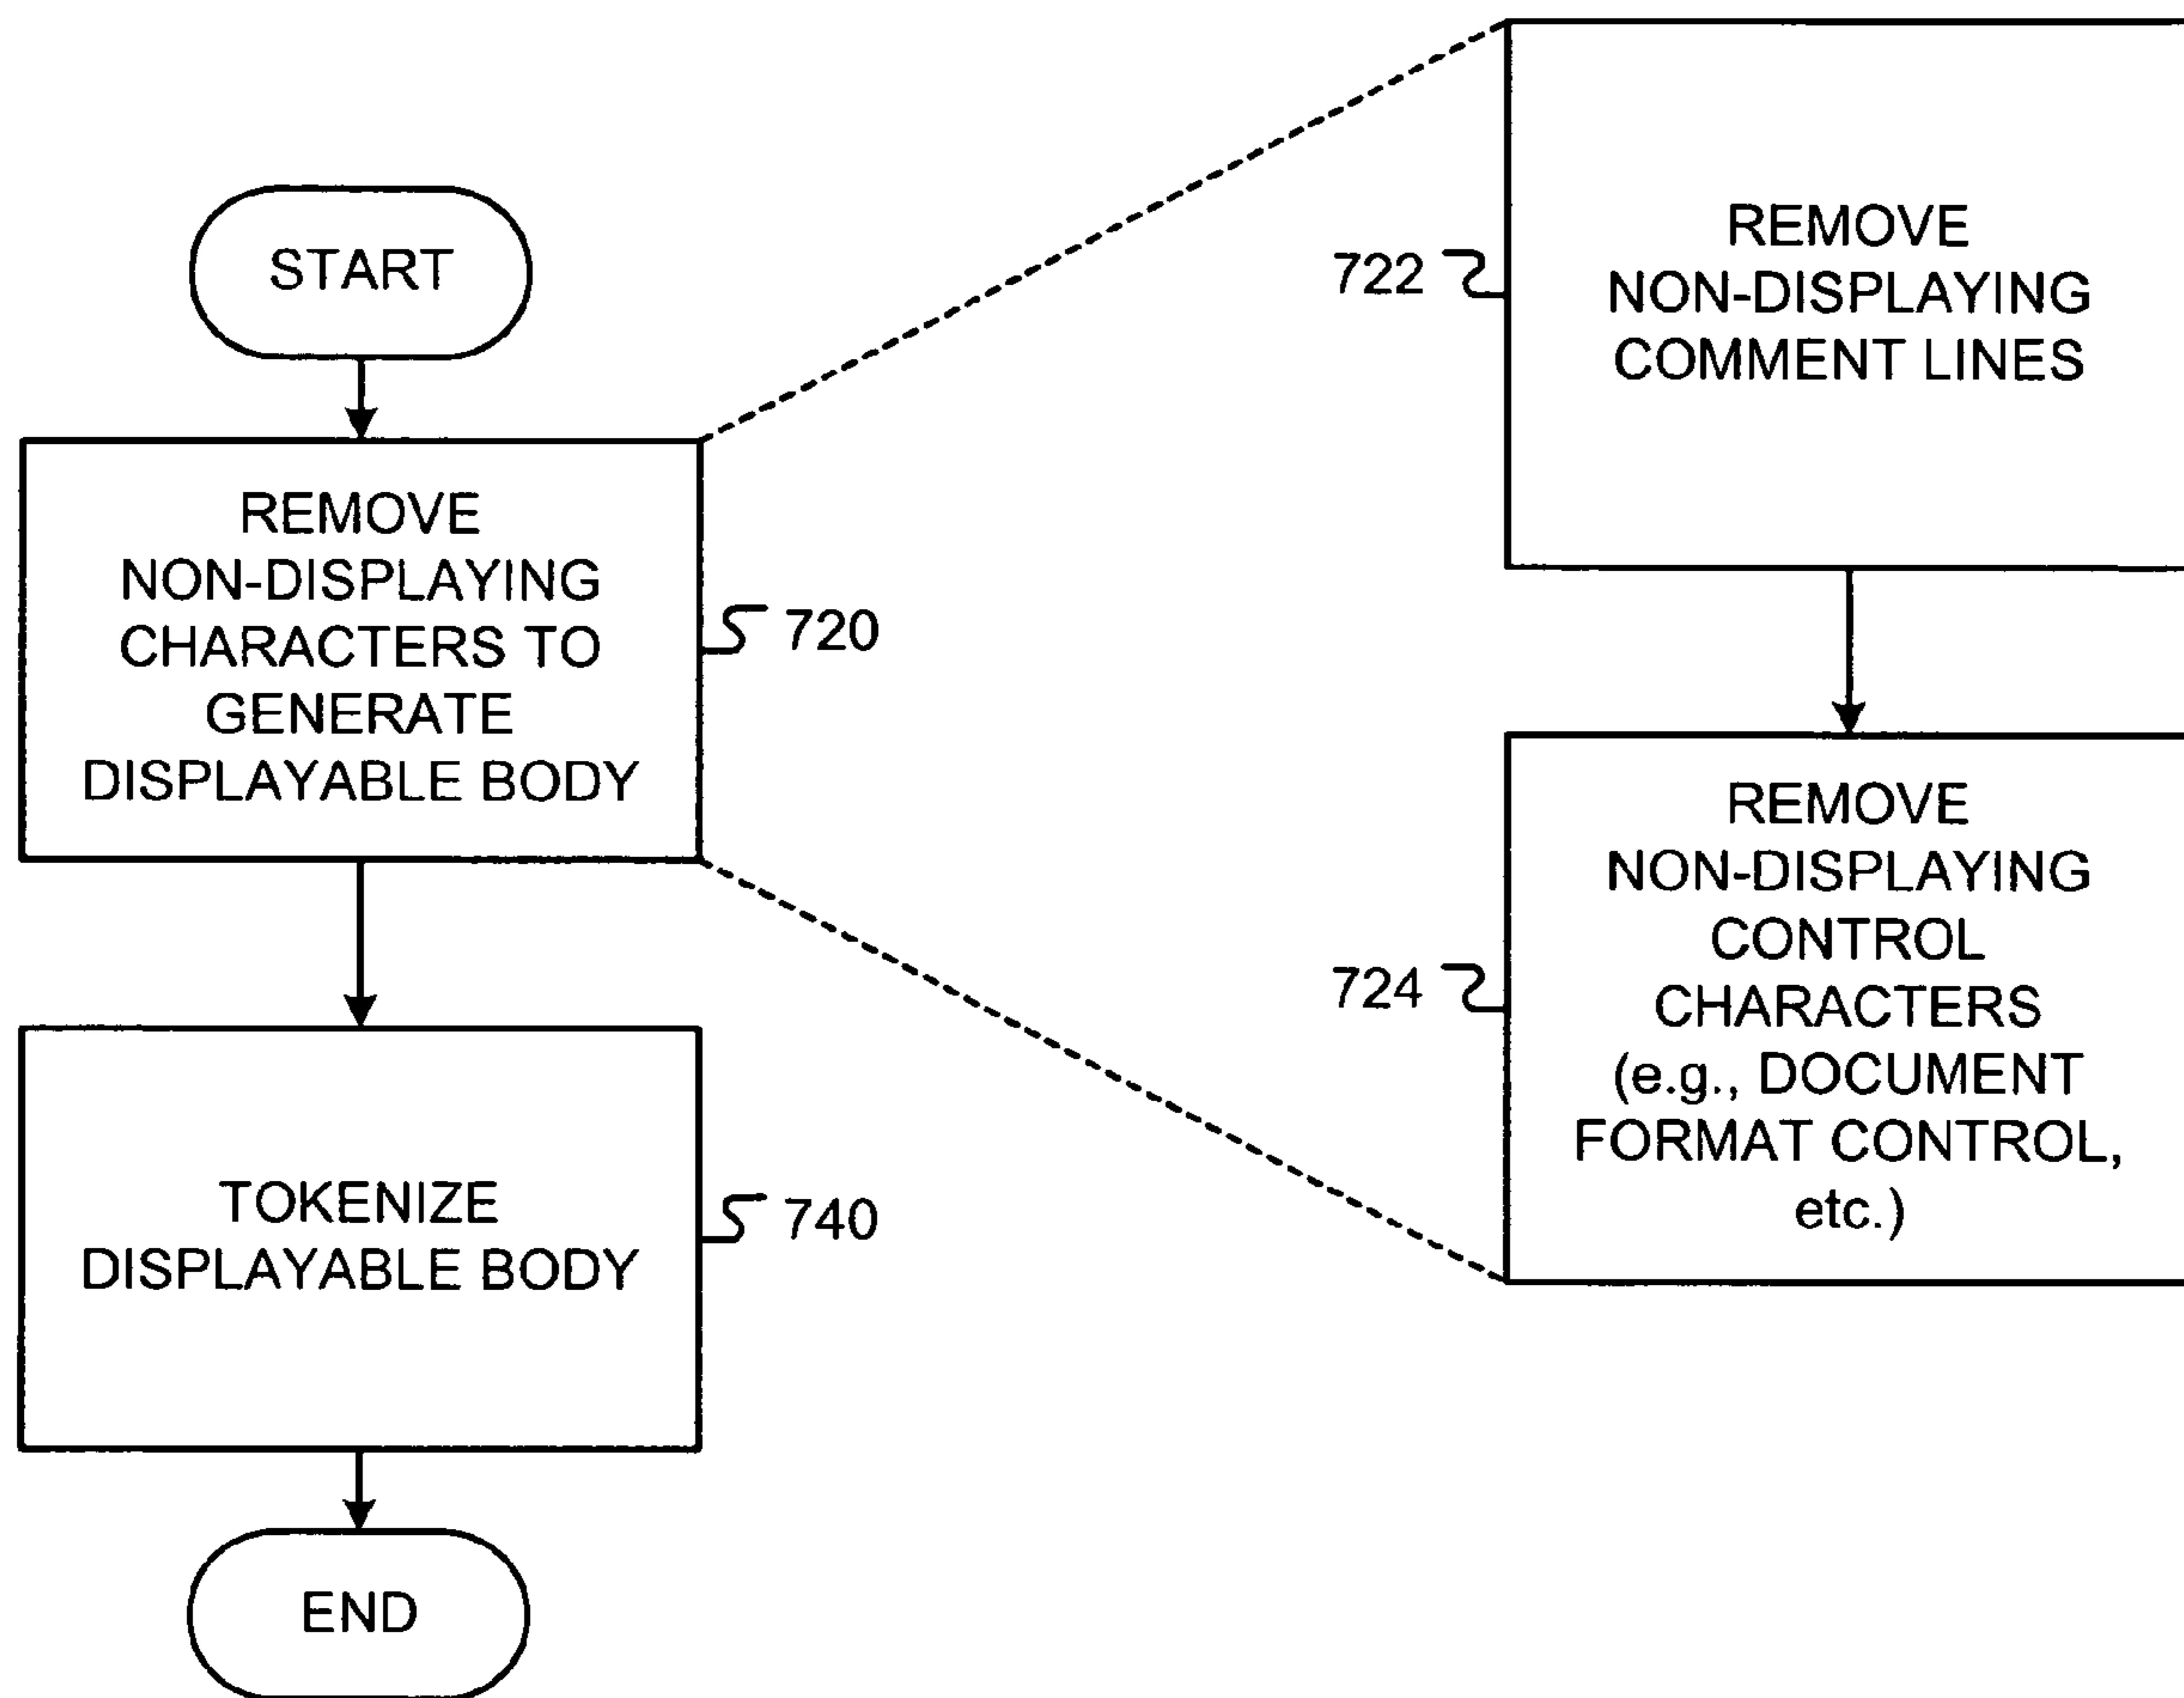 START
REMOVE
NON-DISPLAYING
CHARACTERS TO
GENERATE
DISPLAYABLE BODY
720
TOKENIZE
DISPLAYABLE BODY
740
END
722
REMOVE
NON-DISPLAYING
COMMENT LINES
724
REMOVE
NON-DISPLAYING
CONTROL
CHARACTERS
(e.g., DOCUMENT
FORMAT CONTROL,
etc.)